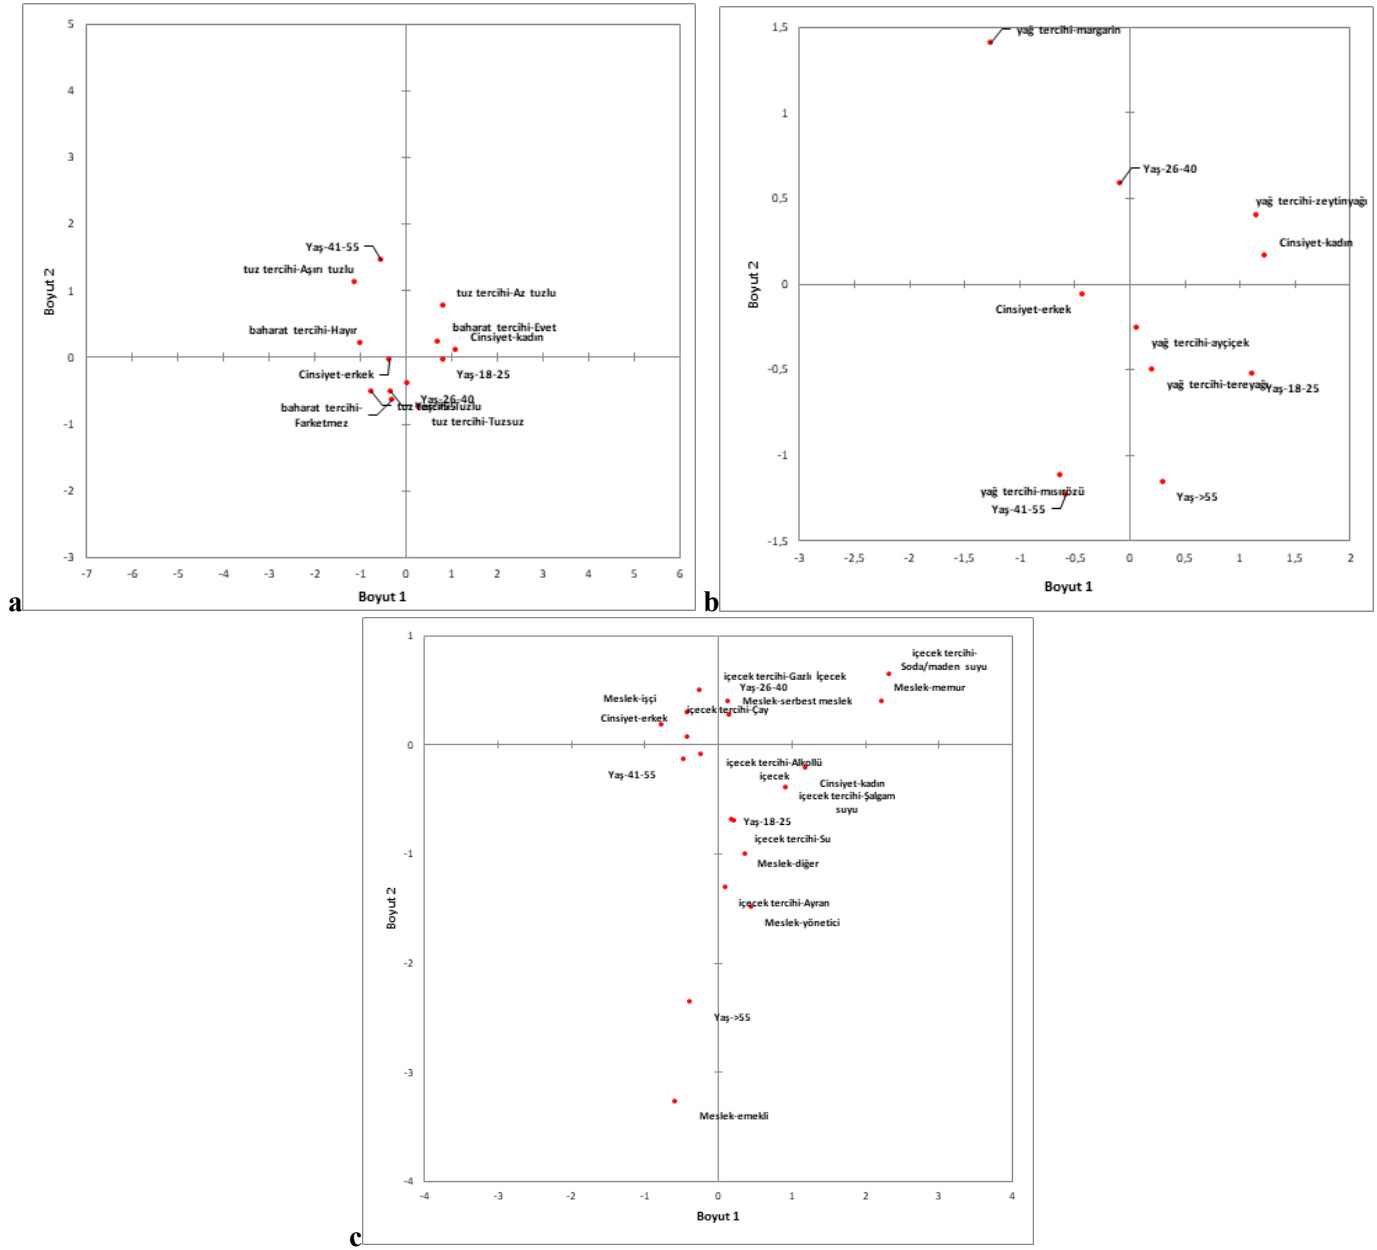 5
4
3
2
1
0
-1
-2
-3
-7
-6
-5
-4
-3
-2
-1
0
1
2
3
4
5
6
Boyut 2
Boyut 1
Yaş-41-55
tuz tercihi-Aşırı tuzlu
tuz tercihi-Az tuzlu
baharat tercihi-Hayır
baharat tercihi-Evet
Cinsiyet-kadın
Cinsiyet-erkek
Yaş-18-25
Yaş-26-40
baharat tercihi-
Farketmez
tuz tercihi-Tuzsuz
a
1,5
1
0,5
0
-0,5
-1
-1,5
-3
-2,5
-2
-1,5
-1
-0,5
0
0,5
1
1,5
2
Boyut 2
Boyut 1
yağ tercihi-margarin
Yaş-26-40
yağ tercihi-zeytinyağı
Cinsiyet-kadın
Cinsiyet-erkek
yağ tercihi-ayçiçek
yağ tercihi-tereyağı
Yaş-18-25
yağ tercihi-mısırözü
Yaş-41-55
Yaş->55
b
1
0
-1
-2
-3
-4
-4
-3
-2
-1
0
1
2
3
4
Boyut 2
Boyut 1
içecek tercihi-
Soda/maden suyu
içecek tercihi-Gazlı İçecek
Yaş-26-40
Meslek-memur
Meslek-işçi
Meslek-serbest meslek
içecek tercihi-Çay
Cinsiyet-erkek
Yaş-41-55
içecek tercihi-Alkollü
içecek
Cinsiyet-kadın
içecek tercihi-Şalgam
suyu
Yaş-18-25
içecek tercihi-Su
Meslek-diğer
içecek tercihi-Ayran
Meslek-yönetici
Yaş->55
Meslek-emekli
c